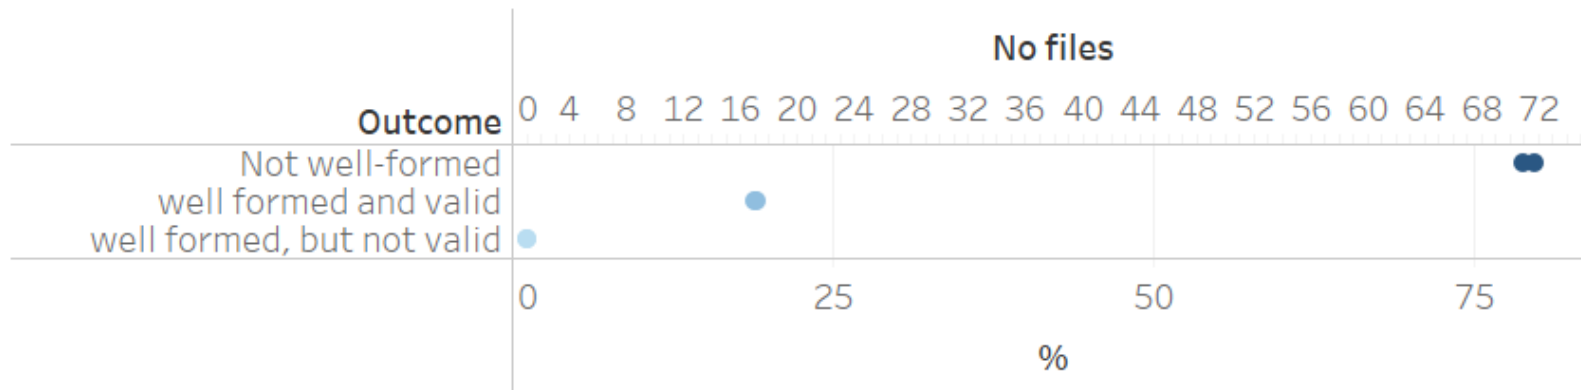 No files
Outcome 0 4 8 12 16 20 24 28 32 36 40 44 48 52 56 60 64 68 72
Not well-formed
well formed and valid
well formed, but not valid
0 25 50 75
%